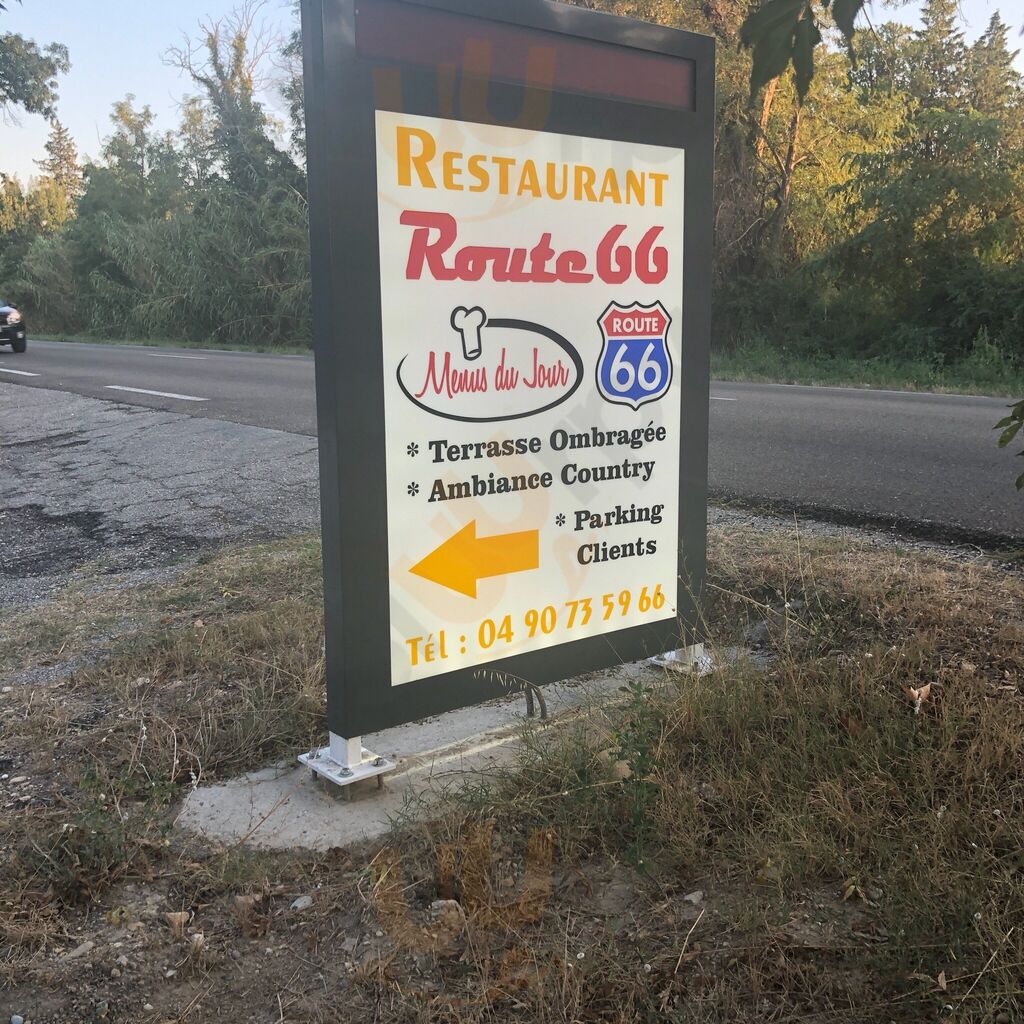 RESTAURANT
Route 66
Menus du Jour
ROUTE
66
* Terrasse Ombragée
* Ambiance Country
* Parking
Clients
Tél : 04 90 73 59 66